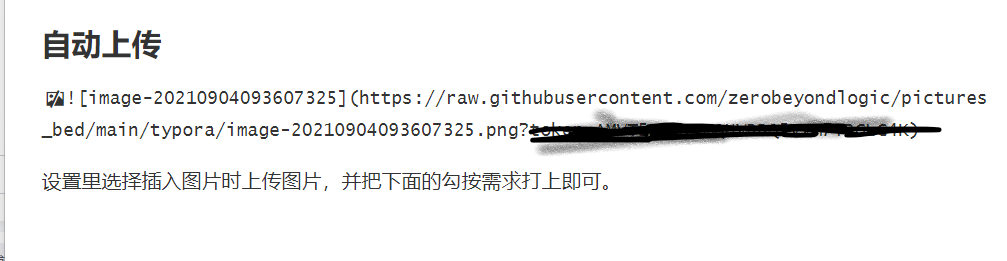 自动上传
![image-20210904093607325](https://raw.githubusercontent.com/zerobeyondlogic/pictures
_bed/main/typora/image-20210904093607325.png?
设置里选择插入图片时上传图片，并把下面的勾按需求打上即可。